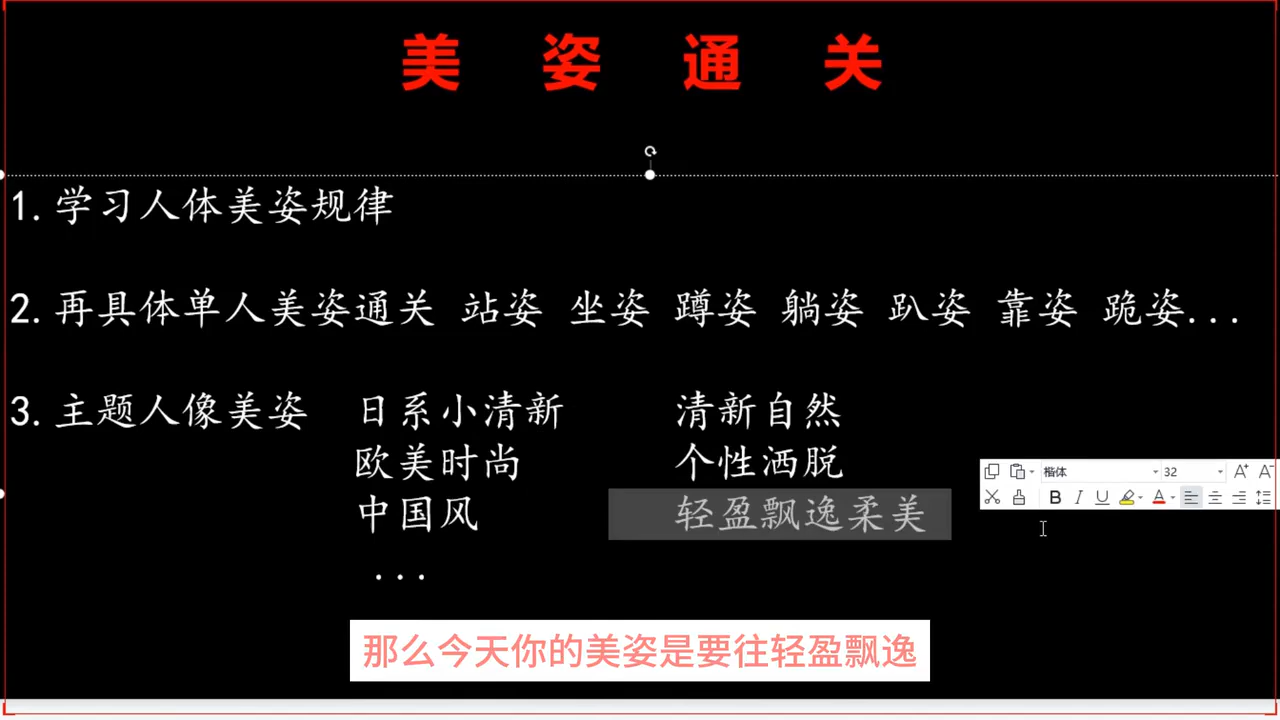 美 姿 通 关
1.学习人体美姿规律
2.再具体单人美姿通关 站姿 坐姿 蹲姿 躺姿 趴姿 靠姿 跪姿...
3.主题人像美姿 日系小清新 清新自然
欧美时尚 个性洒脱
楷体 32 A+ A-
B I U A
中国风 轻盈飘逸柔美
...
那么今天你的美姿是要往轻盈飘逸